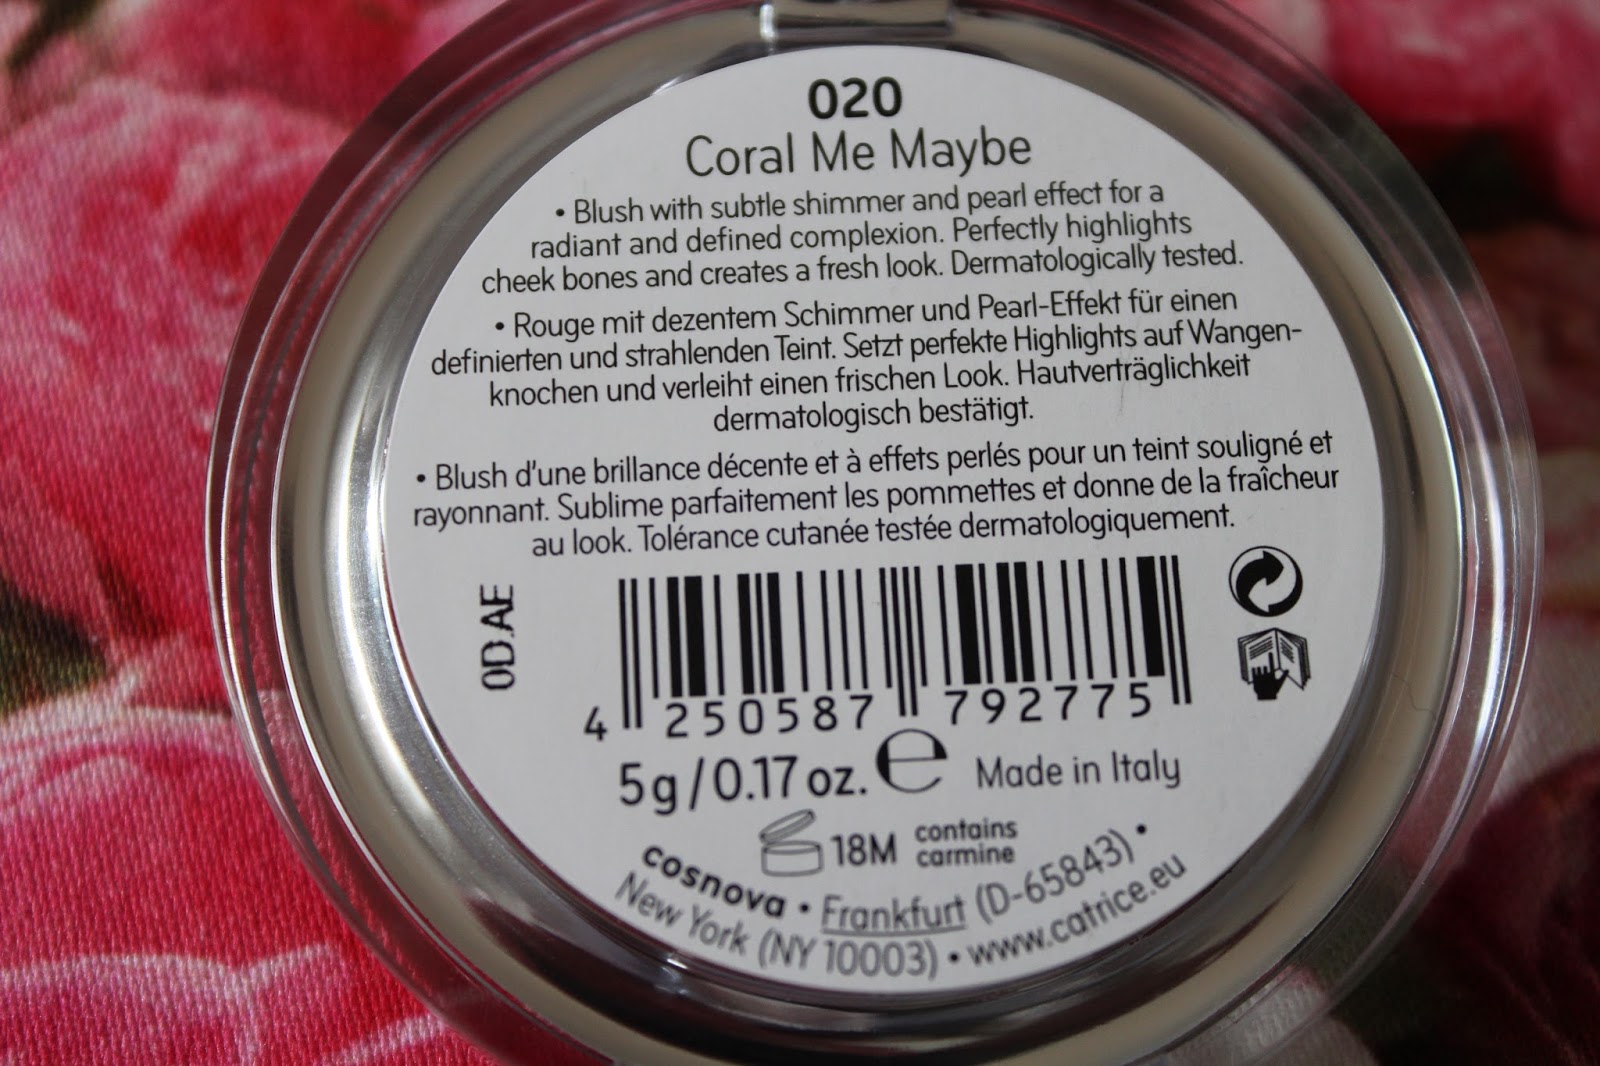 020
Coral Me Maybe
• Blush with subtle shimmer and pearl effect for a
radiant and defined complexion. Perfectly highlights
cheek bones and creates a fresh look. Dermatologically tested.
• Rouge mit dezentem Schimmer und Pearl-Effekt für einen
definierten und strahlenden Teint. Setzt perfekte Highlights auf Wangen-
knochen und verleiht einen frischen Look. Hautverträglichkeit
dermatologisch bestätigt.
• Blush d'une brillance décente et à effets perlés pour un teint souligné et
rayonnant. Sublime parfaitement les pommettes et donne de la fraîcheur
au look. Tolérance cutanée testée dermatologiquement.
0D.AE
4 250587 792775
5g/0.17 oz. e Made in Italy
18M contains
carmine
cosnova • Frankfurt (D-65843) •
New York (NY 10003) • www.catrice.eu